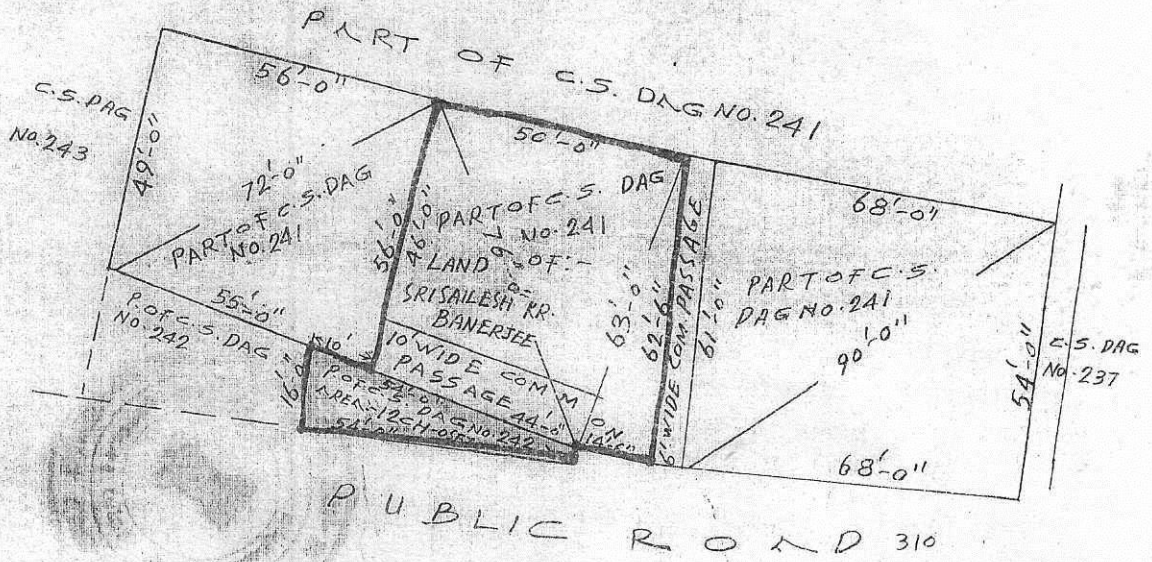 PART OF C.S. DAG NO. 241
56'-0"
50'-0"
C.S. DAG
No. 243
49'-0"
72'-0"
PART OF C.S. DAG
NO. 241
56'-0"
46'-0"
PART OF C.S. DAG
NO. 241
LAND OF:-
SRI SAILESH KR.
BANERJEE
63'-0"
62'-6"
6' WIDE COM. PASSAGE
61'-0"
68'-0"
PART OF C.S.
DAG NO. 241
90'-0"
54'-0"
C.S. DAG
No. 237
55'-0"
P. OF C.S. DAG
NO. 242
10'
16'-0"
10' WIDE COMMON
PASSAGE 44'-0"
54'-0"
P. OF C.S. DAG NO. 242
AREA:-12CH-0SFT
54'-0"
68'-0"
PUBLIC ROAD 310